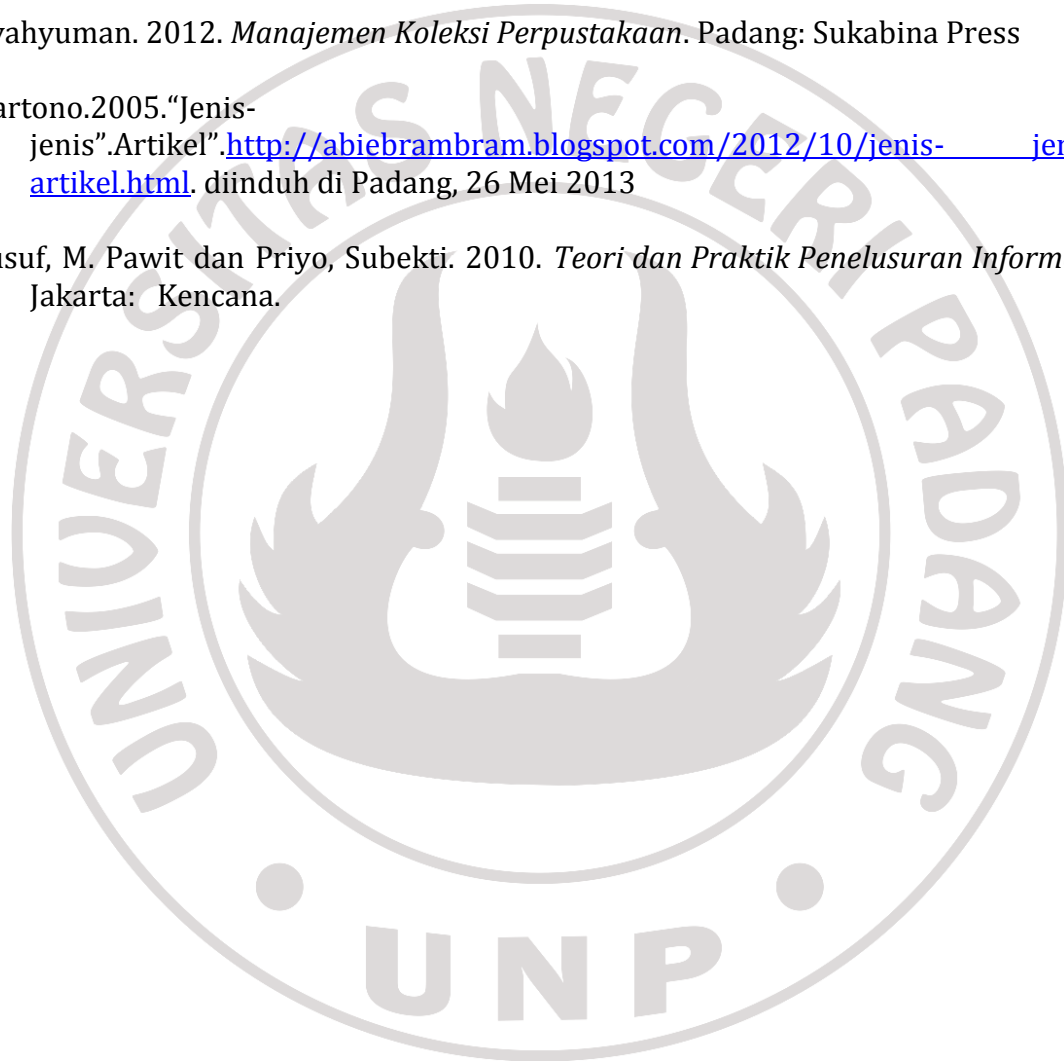 yahyuman. 2012. Manajemen Koleksi Perpustakaan. Padang: Sukabina Press
artono.2005.“Jenis-
jenis”.Artikel”.http://abiebrambram.blogspot.com/2012/10/jenis- jen
artikel.html. diinduh di Padang, 26 Mei 2013
usuf, M. Pawit dan Priyo, Subekti. 2010. Teori dan Praktik Penelusuran Inform
Jakarta: Kencana.
UNIVERSITAS NEGERI PADANG
UNP